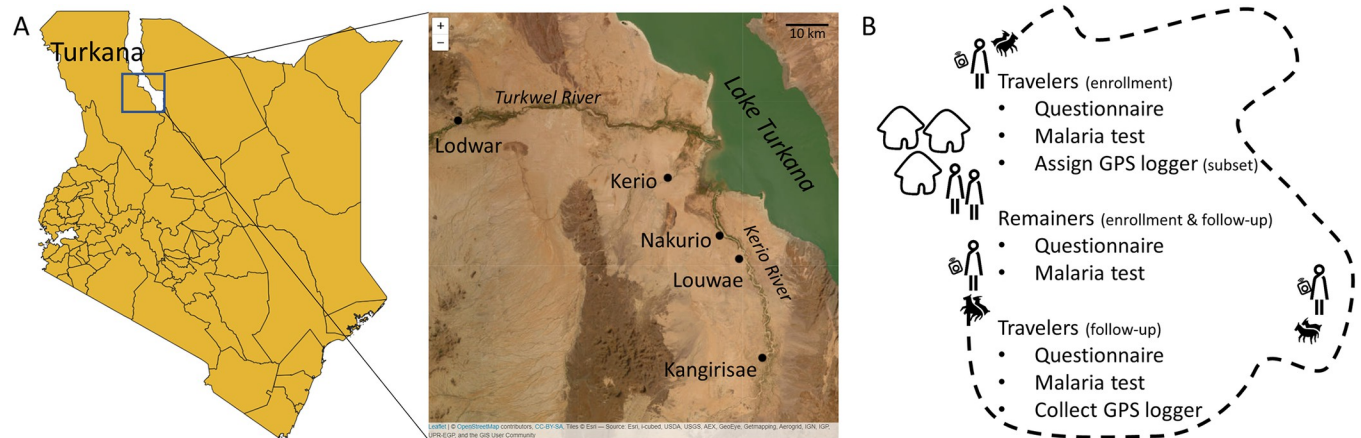 A
Turkana
+
−
10 km
Turkwel River
Lake Turkana
Lodwar
Kerio
Nakurio
Kerio River
Louwae
Kangirisae
Leaflet | © OpenStreetMap contributors, CC-BY-SA, Tiles © Esri — Source: Esri, i-cubed, USDA, USGS, AEX, GeoEye, Getmapping, Aerogrid, IGN, IGP,
UPR-EGP, and the GIS User Community
B
Travelers (enrollment)
• Questionnaire
• Malaria test
• Assign GPS logger (subset)
Remainers (enrollment & follow-up)
• Questionnaire
• Malaria test
Travelers (follow-up)
• Questionnaire
• Malaria test
• Collect GPS logger